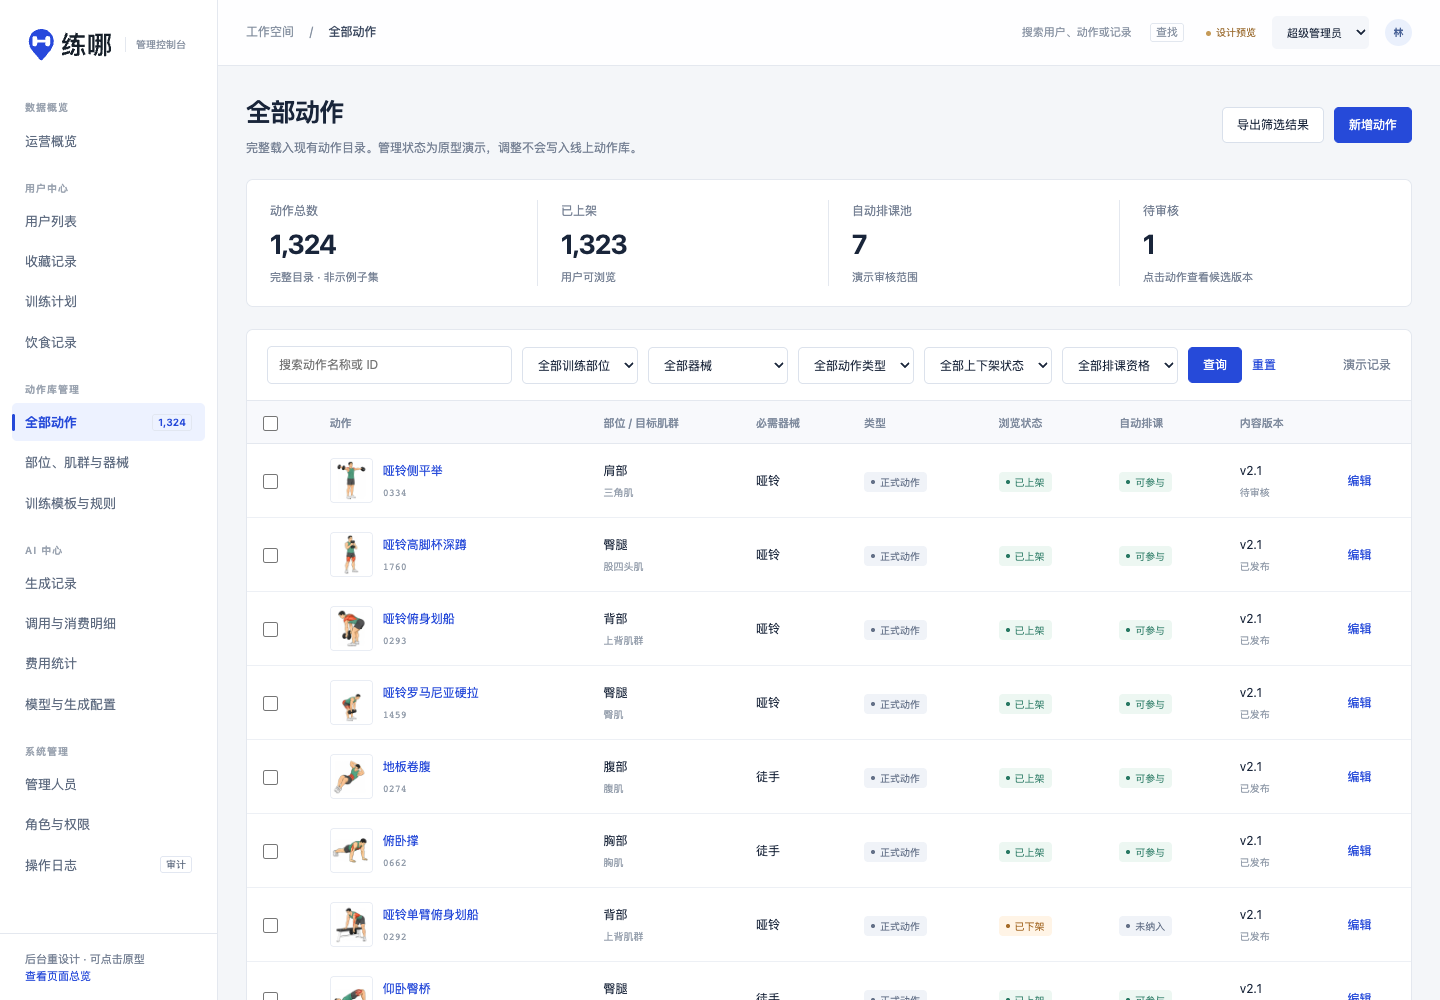 练哪
管理控制台
工作空间 / 全部动作
搜索用户、动作或记录
查找
设计预览
超级管理员
林
数据概览
运营概览
用户中心
用户列表
收藏记录
训练计划
饮食记录
动作库管理
全部动作 1,324
部位、肌群与器械
训练模板与规则
AI 中心
生成记录
调用与消费明细
费用统计
模型与生成配置
系统管理
管理人员
角色与权限
操作日志 审计
后台重设计 · 可点击原型
查看页面总览
全部动作
完整载入现有动作目录。管理状态为原型演示，调整不会写入线上动作库。
导出筛选结果
新增动作
动作总数
1,324
完整目录 · 非示例子集
已上架
1,323
用户可浏览
自动排课池
7
演示审核范围
待审核
1
点击动作查看候选版本
搜索动作名称或 ID
全部训练部位
全部器械
全部动作类型
全部上下架状态
全部排课资格
查询
重置
演示记录
动作 部位 / 目标肌群 必需器械 类型 浏览状态 自动排课 内容版本
哑铃侧平举 肩部 哑铃 正式动作 已上架 可参与 v2.1 编辑
0334 三角肌 待审核
哑铃高脚杯深蹲 臀腿 哑铃 正式动作 已上架 可参与 v2.1 编辑
1760 股四头肌 已发布
哑铃俯身划船 背部 哑铃 正式动作 已上架 可参与 v2.1 编辑
0293 上背肌群 已发布
哑铃罗马尼亚硬拉 臀腿 哑铃 正式动作 已上架 可参与 v2.1 编辑
1459 臀肌 已发布
地板卷腹 腹部 徒手 正式动作 已上架 可参与 v2.1 编辑
0274 腹肌 已发布
俯卧撑 胸部 徒手 正式动作 已上架 可参与 v2.1 编辑
0662 胸肌 已发布
哑铃单臂俯身划船 背部 哑铃 正式动作 已下架 未纳入 v2.1 编辑
0292 上背肌群 已发布
仰卧臀桥 臀腿 徒手 正式动作 已上架 可参与 v2.1 编辑